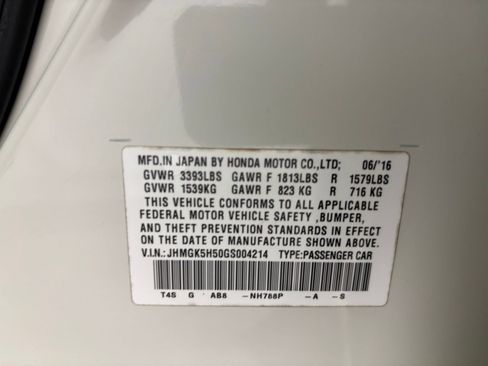 MFD.IN JAPAN BY HONDA MOTOR CO.,LTD; 06/'16
GVWR 3393LBS GAWR F 1813LBS R 1579LBS
GVWR 1539KG GAWR F 823 KG R 716 KG
THIS VEHICLE CONFORMS TO ALL APPLICABLE
FEDERAL MOTOR VEHICLE SAFETY ,BUMPER,
AND THEFT PREVENTION STANDARDS IN EFFECT
ON THE DATE OF MANUFACTURE SHOWN ABOVE.
V.I.N.:JHMGK5H50GS004214 TYPE:PASSENGER CAR
T4S G AB8 -NH788P -A -S